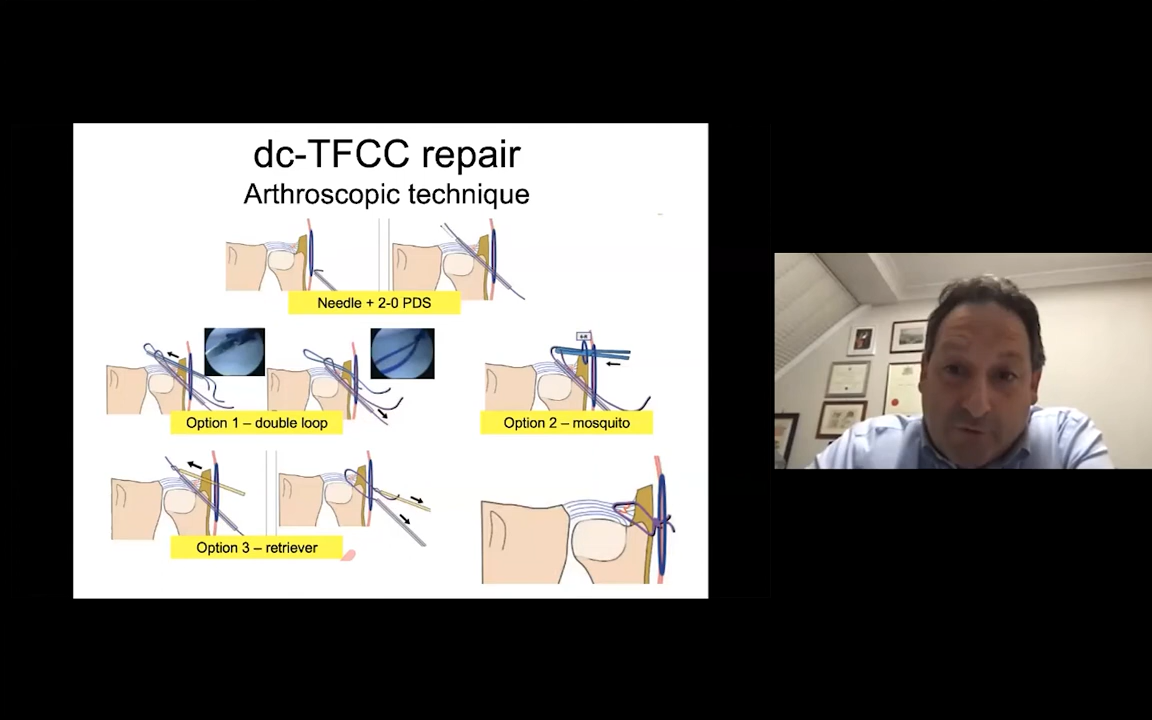 dc-TFCC repair
Arthroscopic technique
Needle + 2-0 PDS
Option 1 – double loop
Option 2 – mosquito
Option 3 – retriever